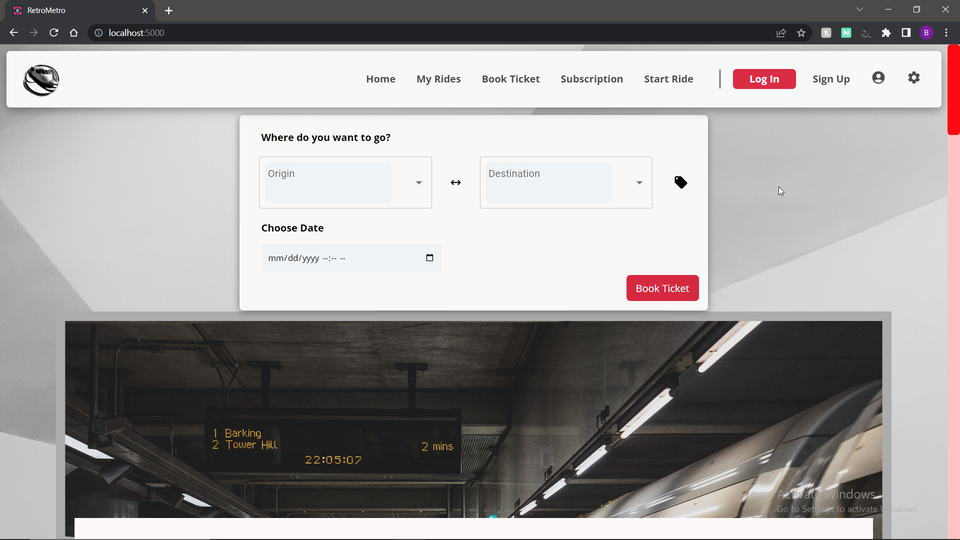 RetroMetro
localhost:5000
B
Home My Rides Book Ticket Subscription Start Ride Log In Sign Up
Where do you want to go?
Origin Destination
Choose Date
mm/dd/yyyy --:-- --
Book Ticket
1 Barking
2 Tower Hill 2 mins
22:05:07
Activate Windows
Go to Settings to activate Windows.